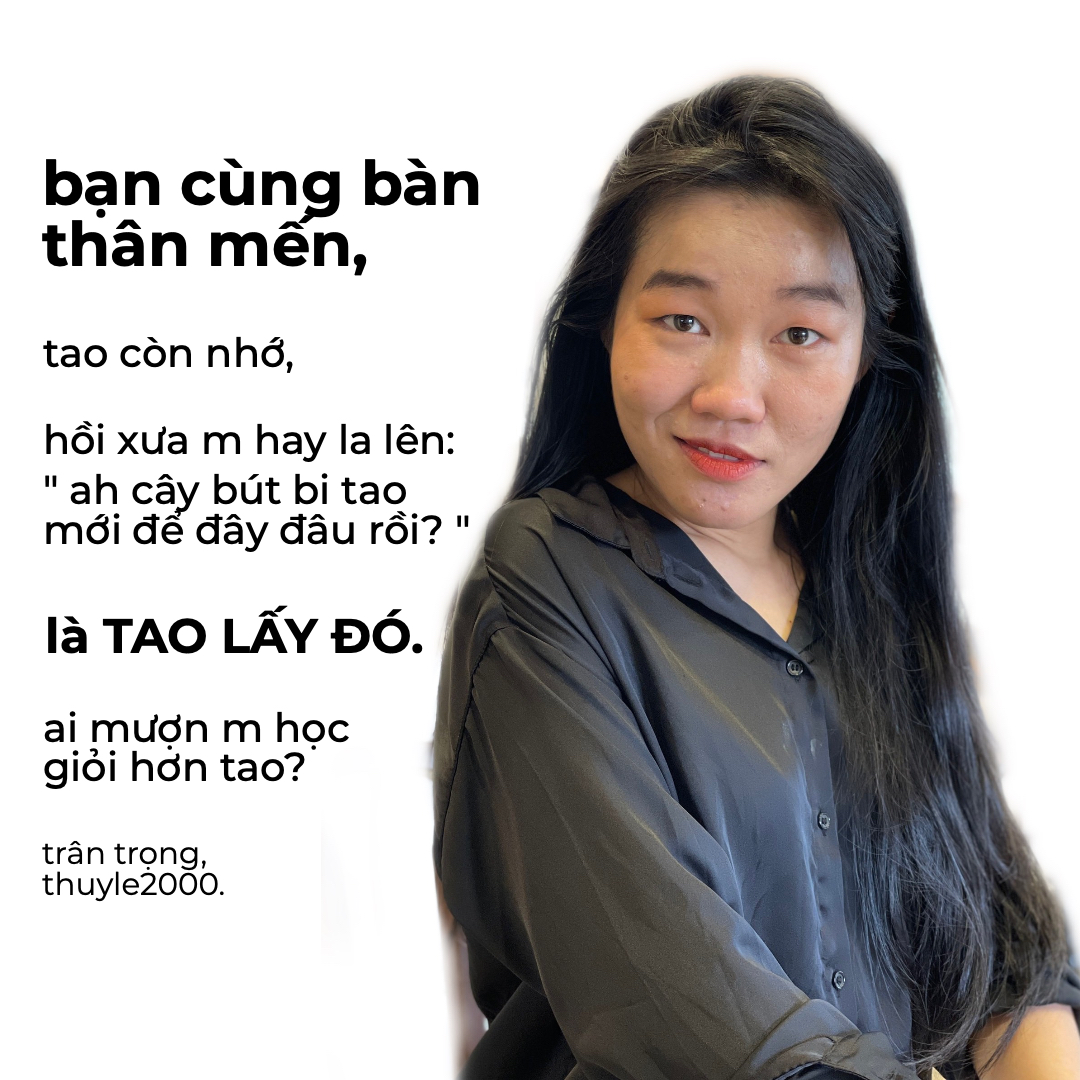 bạn cùng bàn
thân mến,
tao còn nhớ,
hồi xưa m hay la lên:
" ah cây bút bi tao
mới để đây đâu rồi? "
là TAO LẤY ĐÓ.
ai mượn m học
giỏi hơn tao?
trân trọng,
thuyle2000.